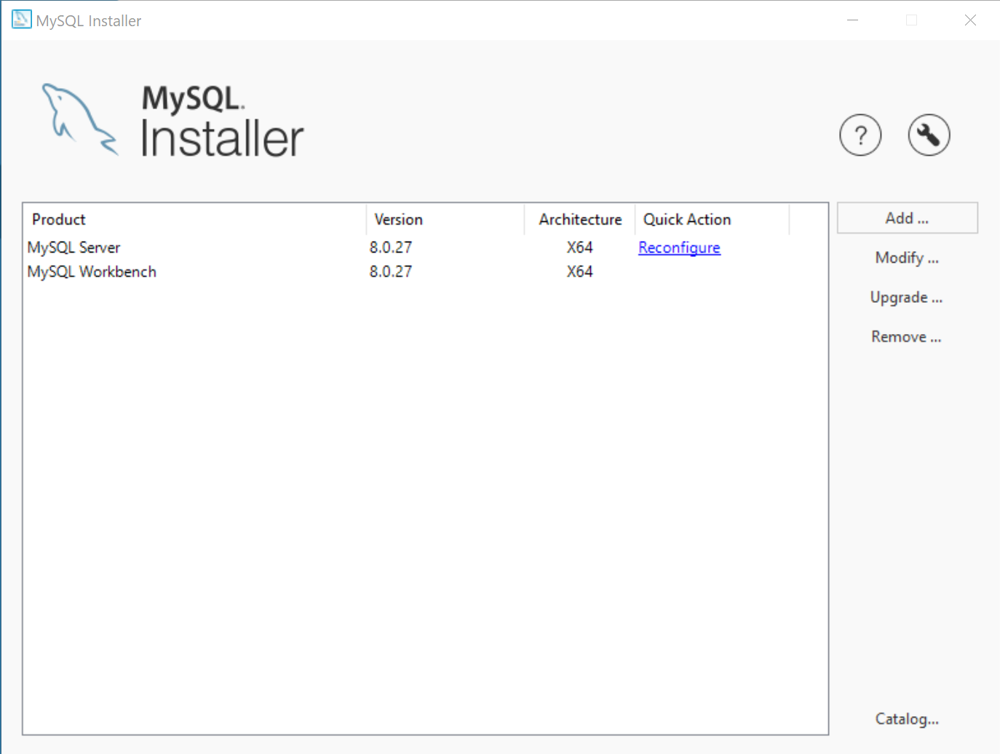 MySQL Installer
MySQL.
Installer
?
Product Version Architecture Quick Action
MySQL Server 8.0.27 X64 Reconfigure
MySQL Workbench 8.0.27 X64
Add ...
Modify ...
Upgrade ...
Remove ...
Catalog...